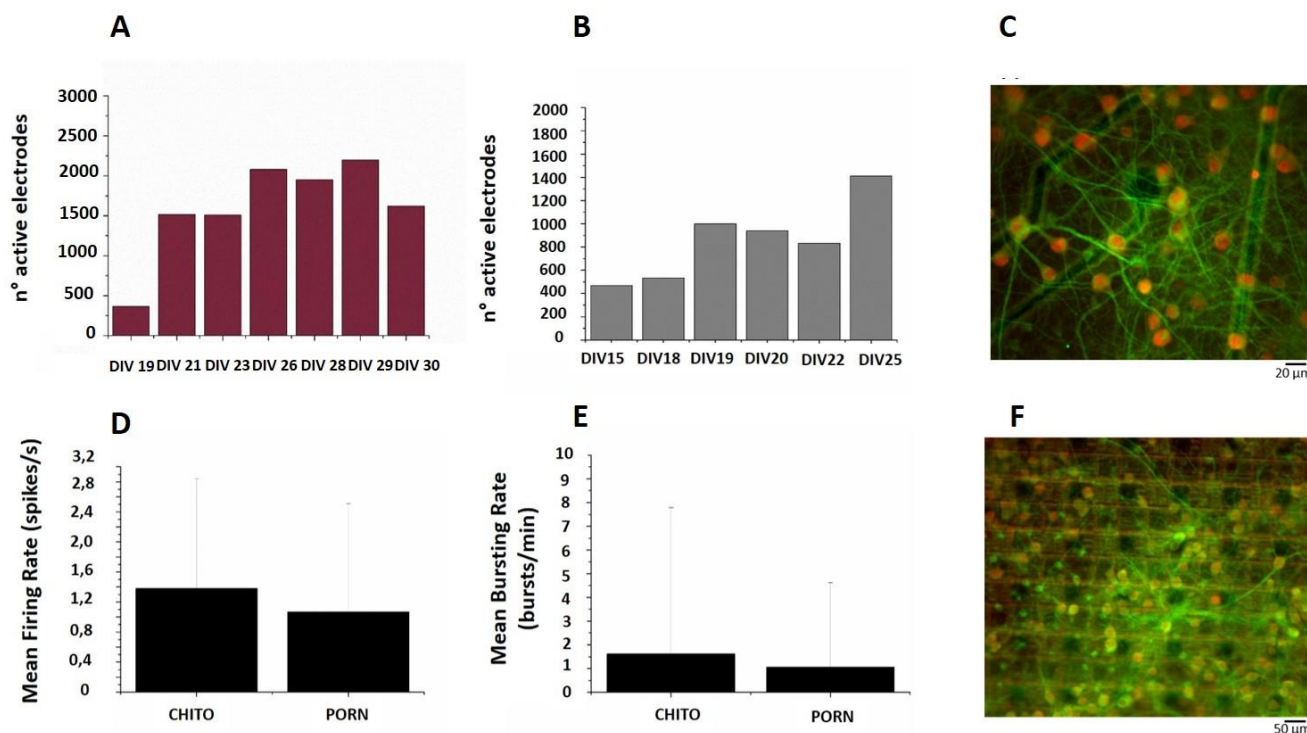 A
n° active electrodes
3000
2500
2000
1500
1000
500
0
DIV 19 DIV 21 DIV 23 DIV 26 DIV 28 DIV 29 DIV 30
B
n° active electrodes
2000
1800
1600
1400
1200
1000
800
600
400
200
0
DIV15 DIV18 DIV19 DIV20 DIV22 DIV25
C
20 µm
D
Mean Firing Rate (spikes/s)
3,2
2,8
2,4
2,0
1,6
1,2
0,8
0,4
0
CHITO PORN
E
Mean Bursting Rate
(bursts/min)
10
9
8
7
6
5
4
3
2
1
0
CHITO PORN
F
50 µm